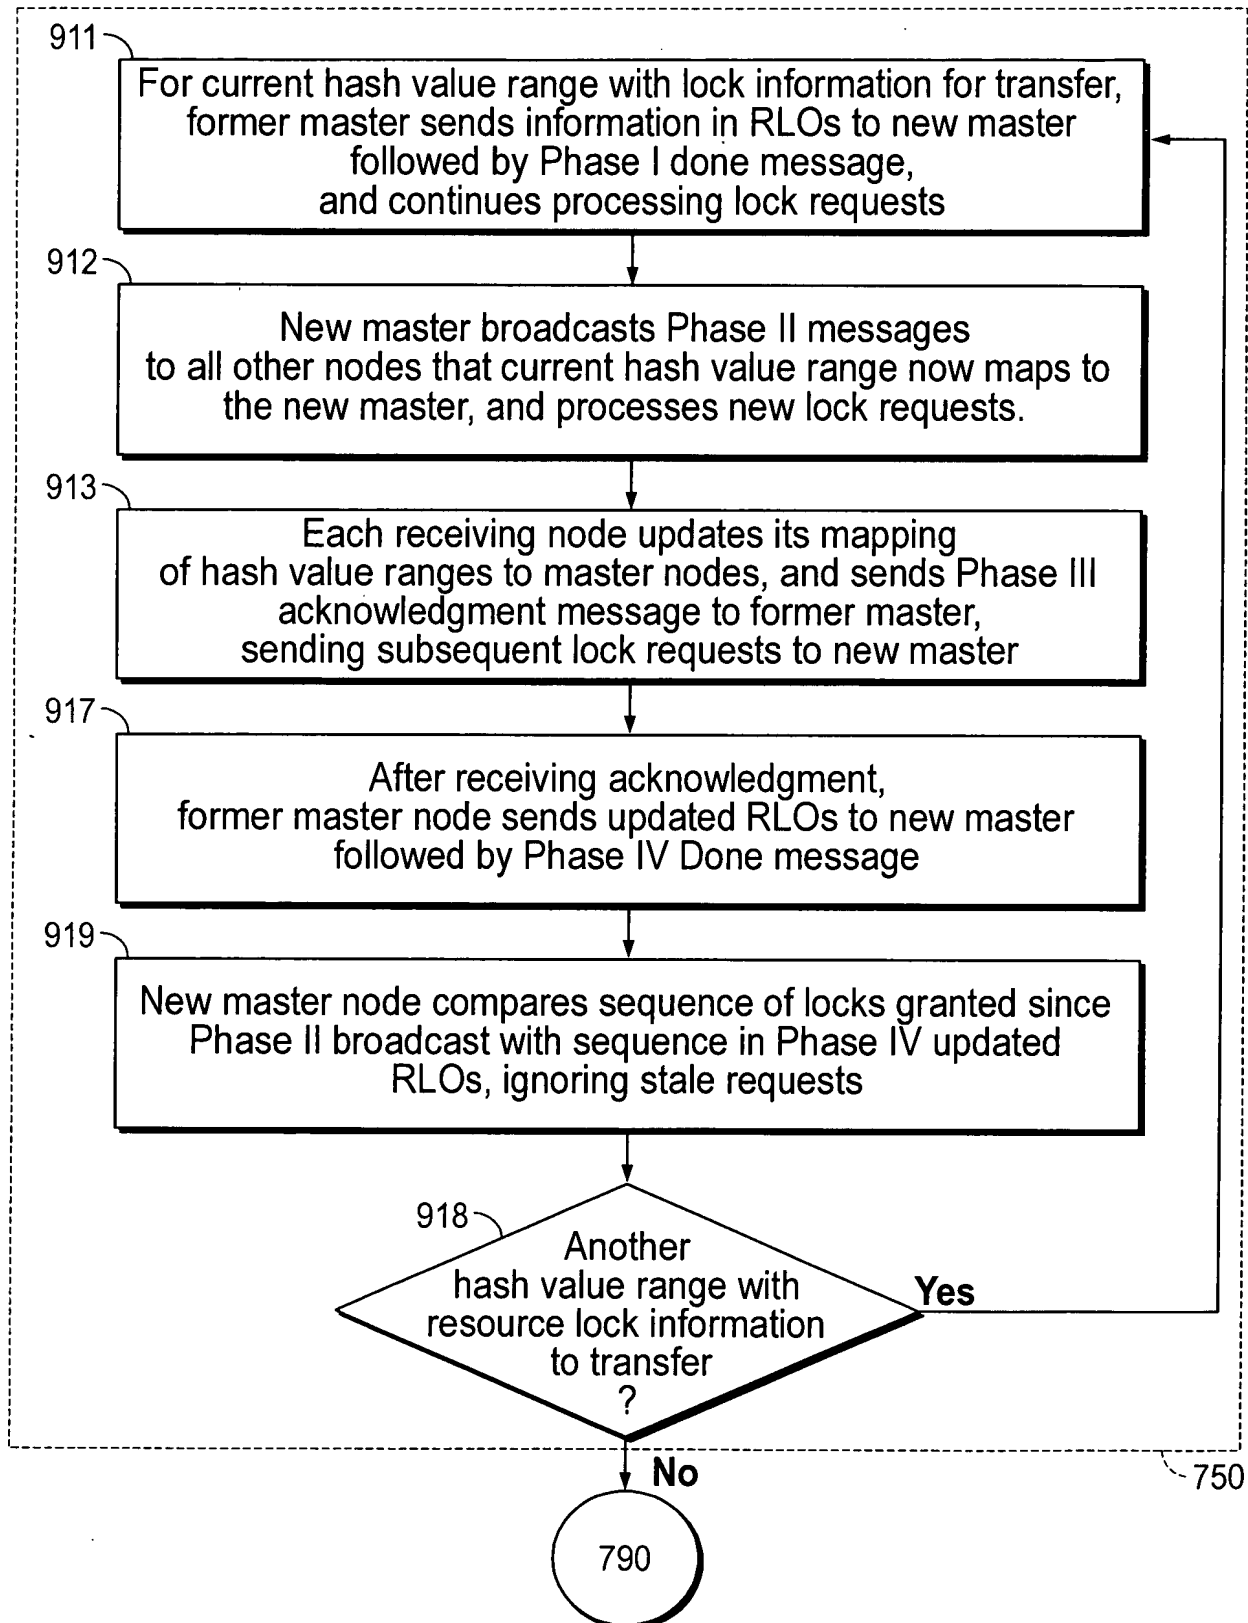 911
For current hash value range with lock information for transfer,
former master sends information in RLOs to new master
followed by Phase I done message,
and continues processing lock requests
912
New master broadcasts Phase II messages
to all other nodes that current hash value range now maps to
the new master, and processes new lock requests.
913
Each receiving node updates its mapping
of hash value ranges to master nodes, and sends Phase III
acknowledgment message to former master,
sending subsequent lock requests to new master
917
After receiving acknowledgment,
former master node sends updated RLOs to new master
followed by Phase IV Done message
919
New master node compares sequence of locks granted since
Phase II broadcast with sequence in Phase IV updated
RLOs, ignoring stale requests
918
Another
hash value range with
resource lock information
to transfer
?
Yes
No
750
790